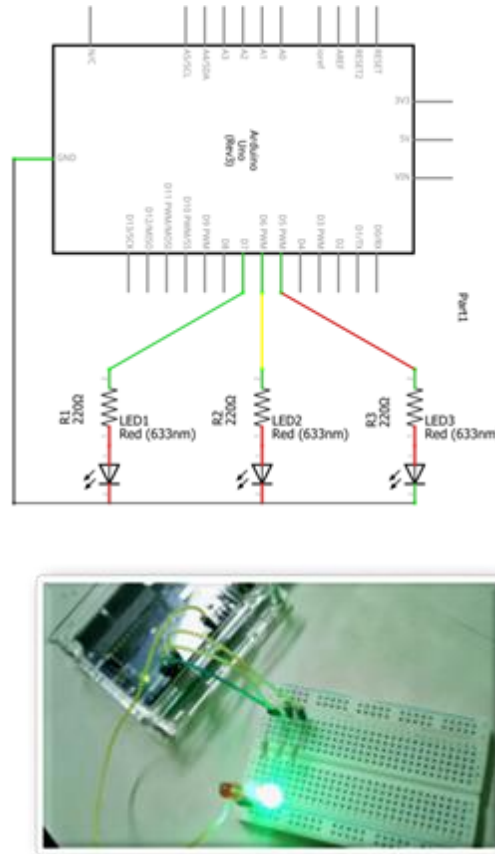 N/C
A5/SCL
A4/SDA
A3
A2
A1
A0
ioref
AREF
RESET2
RESET
3V3
5V
VIN
GND
Arduino
Uno
(Rev3)
D13/SCK
D12/MISO
D11 PWM/MOSI
D10 PWM/SS
D9 PWM
D8
D7
D6 PWM
D5 PWM
D4
D3 PWM
D2
D1/TX
D0/RX
Part1
R1
220Ω
LED1
Red (633nm)
R2
220Ω
LED2
Red (633nm)
R3
220Ω
LED3
Red (633nm